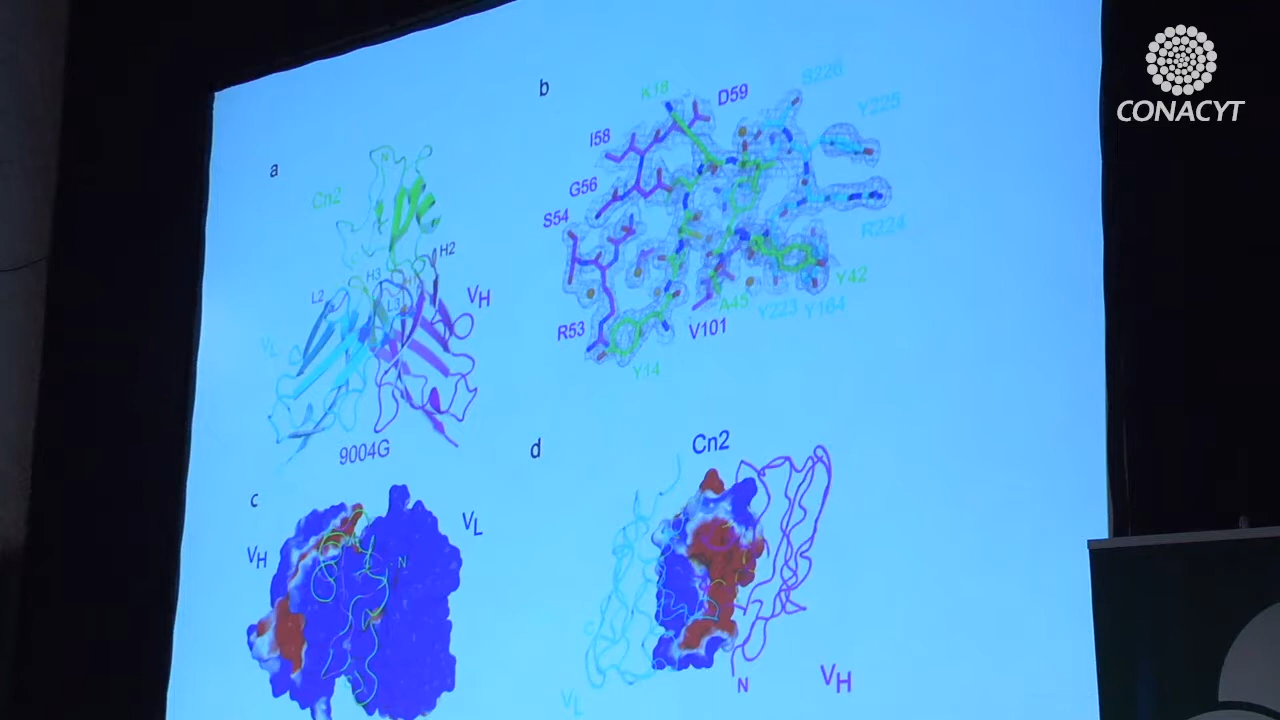 CONACYT
a
N
Cn2
H2
H3
L2
L3
VH
VL
9004G
b
K18
D59
S226
Y225
I58
G56
S54
R224
Y42
A45
Y223
Y164
R53
V101
Y14
c
VL
VH
N
d
Cn2
N
VH
VL